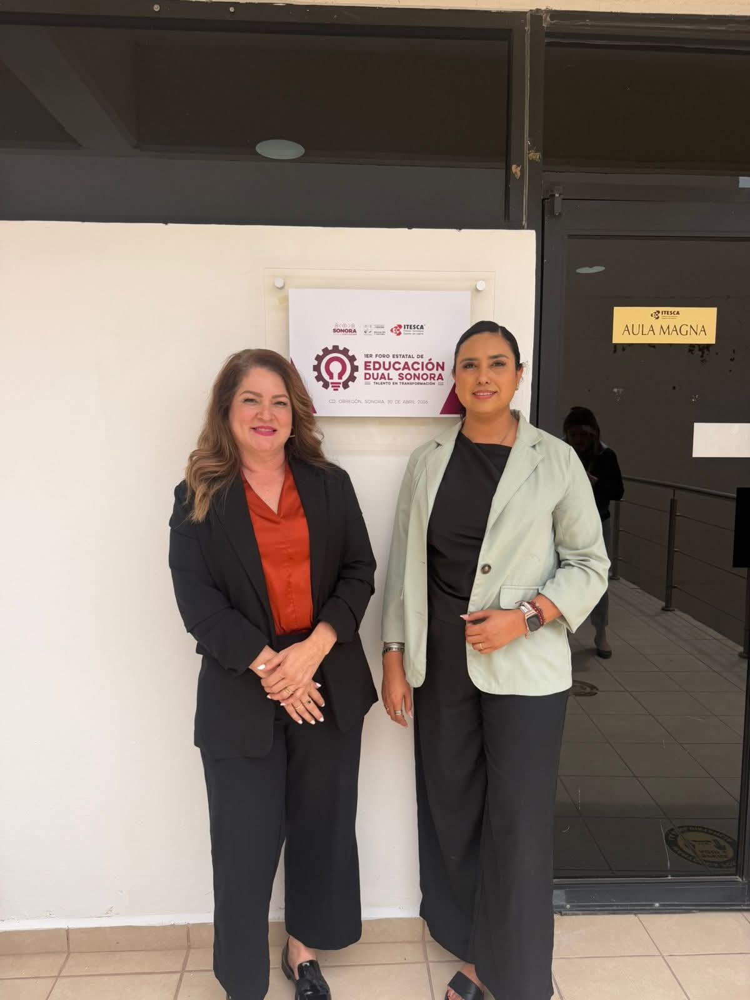 SONORA
ITESCA
1ER FORO ESTATAL DE
EDUCACIÓN
DUAL SONORA
TALENTO EN TRANSFORMACIÓN
CD. OBREGÓN, SONORA, 30 DE ABRIL 2026
ITESCA
AULA MAGNA